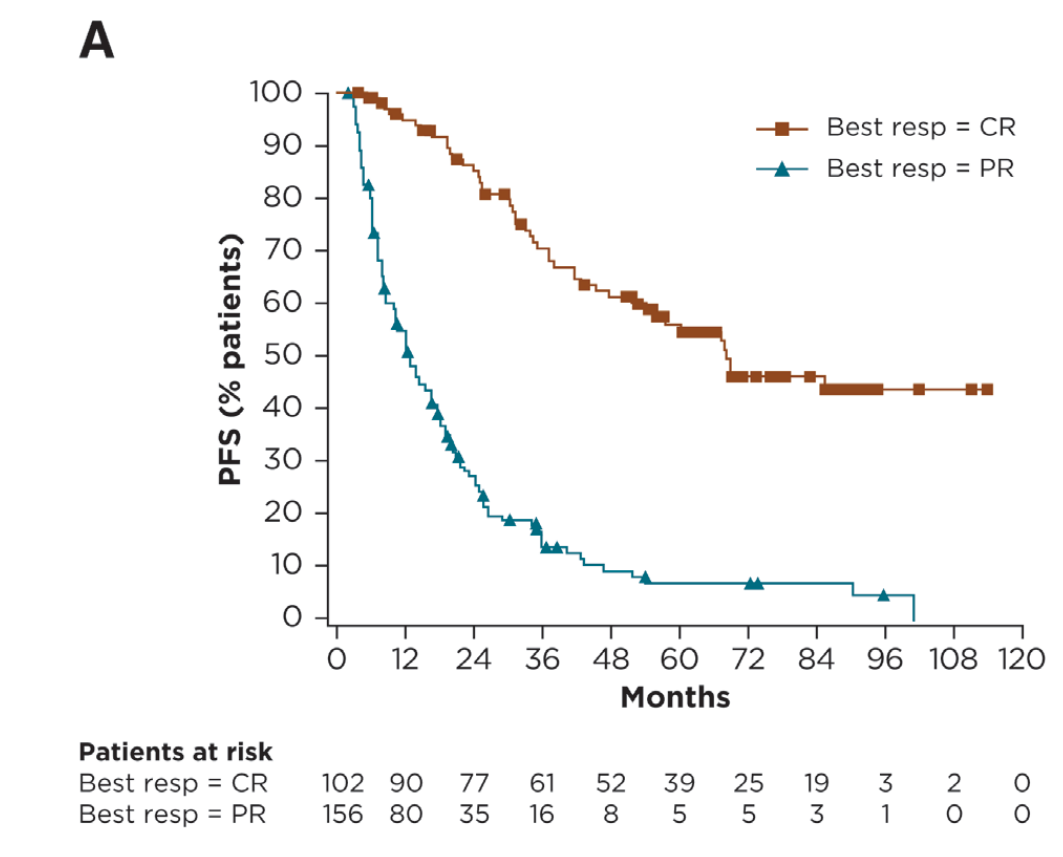 A
100
90
80
70
60
50
40
30
20
10
0
PFS (% patients)
Best resp = CR
Best resp = PR
0 12 24 36 48 60 72 84 96 108 120
Months
Patients at risk
Best resp = CR 102 90 77 61 52 39 25 19 3 2 0
Best resp = PR 156 80 35 16 8 5 5 3 1 0 0